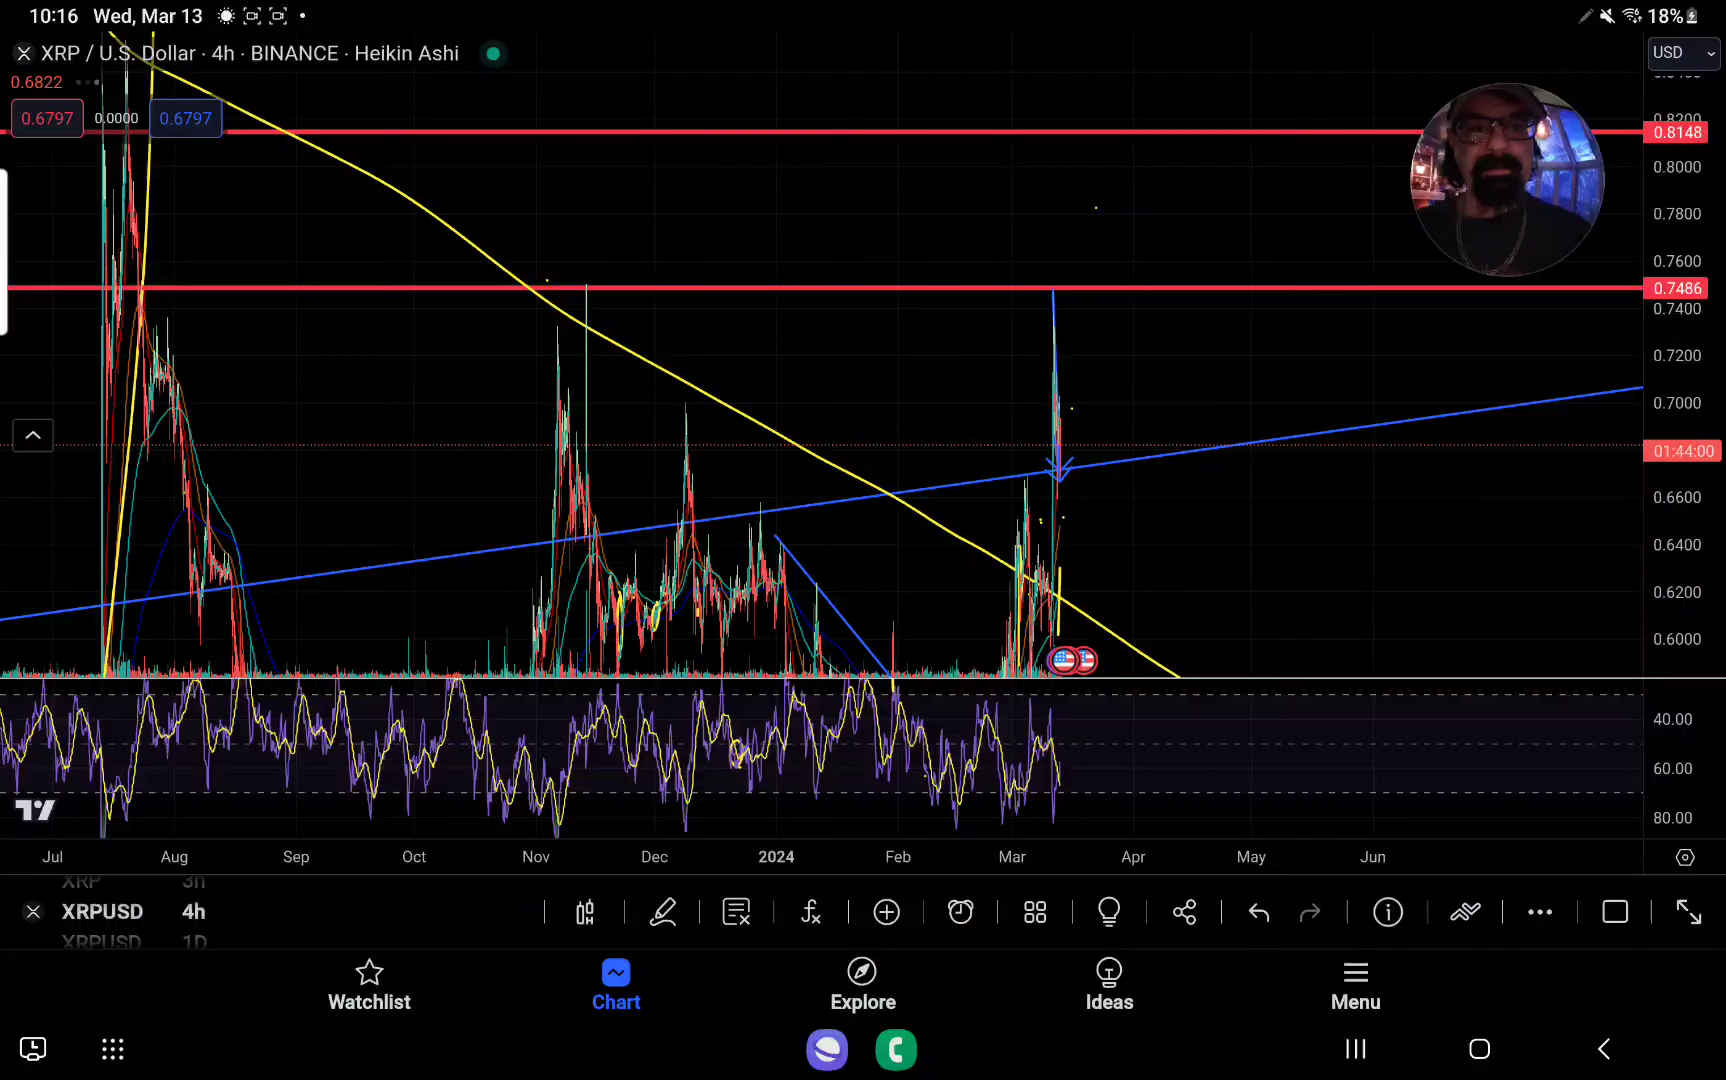 10:16 Wed, Mar 13
18%
XRP / U.S. Dollar · 4h · BINANCE · Heikin Ashi
USD
0.6822
0.6797 0.0000 0.6797
0.8200
0.8148
0.8000
0.7800
0.7600
0.7486
0.7400
0.7200
0.7000
01:44:00
0.6600
0.6400
0.6200
0.6000
40.00
60.00
80.00
Jul Aug Sep Oct Nov Dec 2024 Feb Mar Apr May Jun
XRP 3h
XRPUSD 4h
XRPUSD 1D
Watchlist Chart Explore Ideas Menu